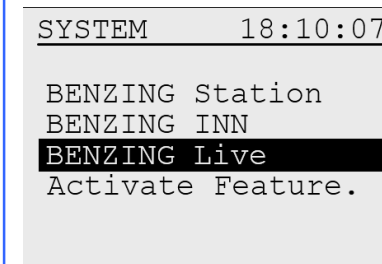 SYSTEM 18:10:07
BENZING Station
BENZING INN
BENZING Live
Activate Feature.